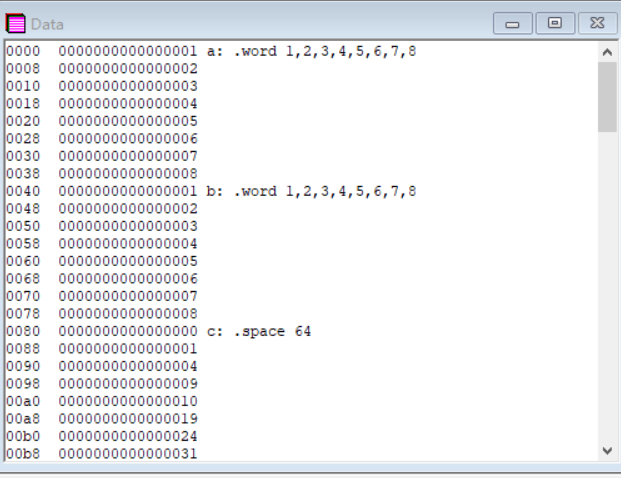 Data
0000 0000000000000001 a: .word 1,2,3,4,5,6,7,8
0008 0000000000000002
0010 0000000000000003
0018 0000000000000004
0020 0000000000000005
0028 0000000000000006
0030 0000000000000007
0038 0000000000000008
0040 0000000000000001 b: .word 1,2,3,4,5,6,7,8
0048 0000000000000002
0050 0000000000000003
0058 0000000000000004
0060 0000000000000005
0068 0000000000000006
0070 0000000000000007
0078 0000000000000008
0080 0000000000000000 c: .space 64
0088 0000000000000001
0090 0000000000000004
0098 0000000000000009
00a0 0000000000000010
00a8 0000000000000019
00b0 0000000000000024
00b8 0000000000000031